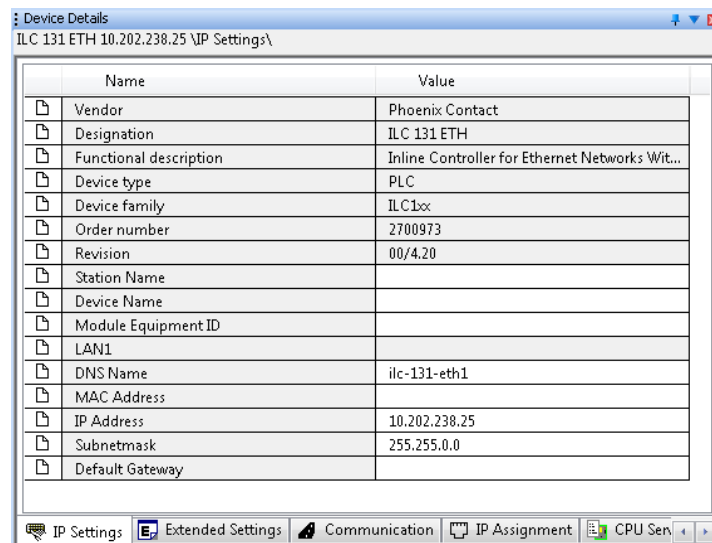 Device Details
ILC 131 ETH 10.202.238.25 \IP Settings\
Name Value
Vendor Phoenix Contact
Designation ILC 131 ETH
Functional description Inline Controller for Ethernet Networks Wit...
Device type PLC
Device family ILC1xx
Order number 2700973
Revision 00/4.20
Station Name
Device Name
Module Equipment ID
LAN1
DNS Name ilc-131-eth1
MAC Address
IP Address 10.202.238.25
Subnetmask 255.255.0.0
Default Gateway
IP Settings Extended Settings Communication IP Assignment CPU Ser